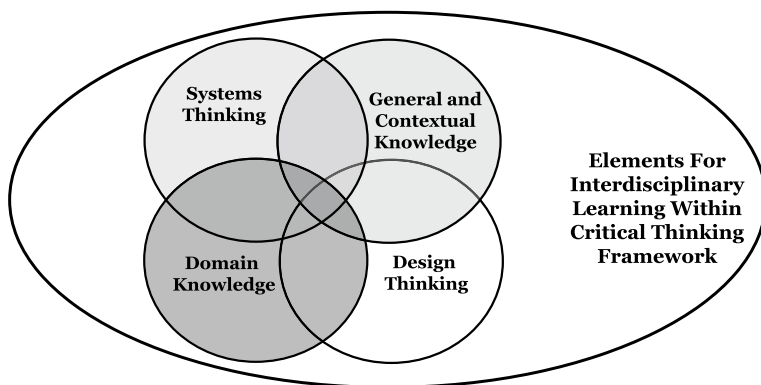 Systems
Thinking
General and
Contextual
Knowledge
Elements For
Interdisciplinary
Learning Within
Critical Thinking
Framework
Domain
Knowledge
Design
Thinking